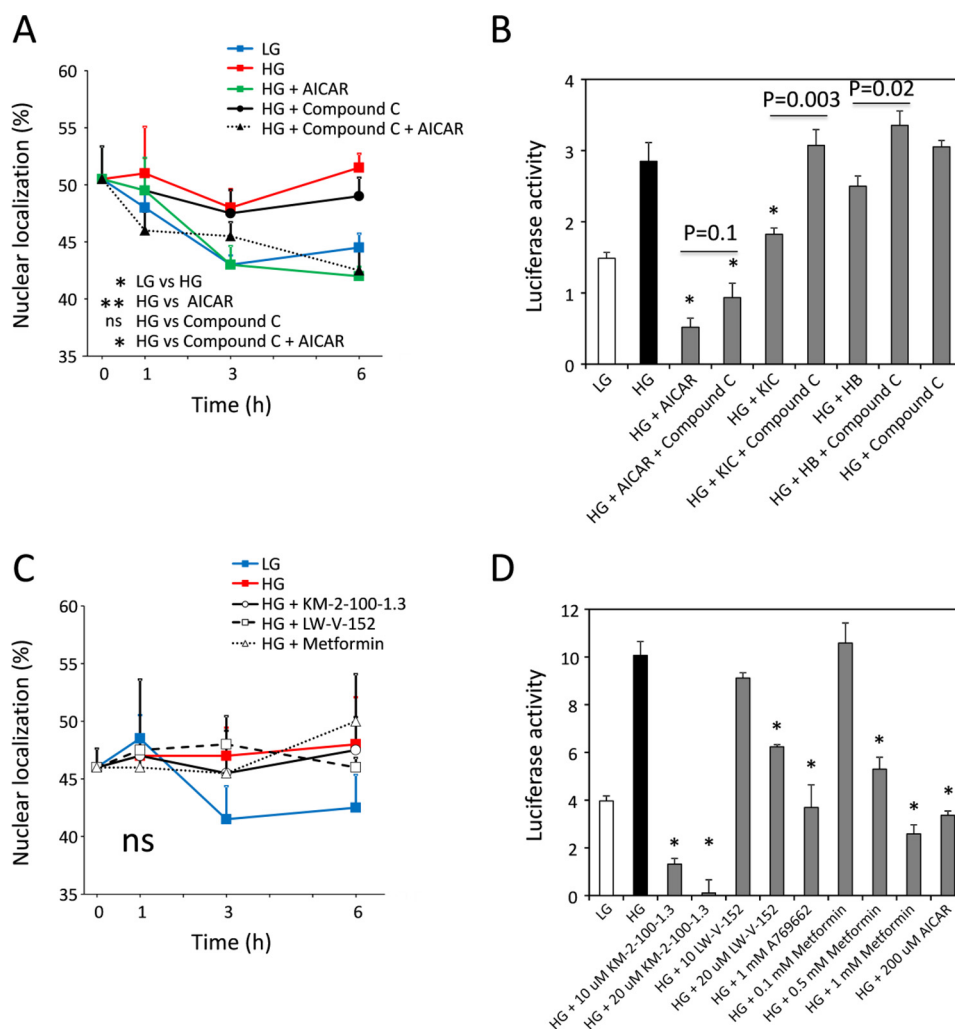 A
LG
HG
HG + AICAR
HG + Compound C
HG + Compound C + AICAR
Nuclear localization (%)
60
55
50
45
40
35
* LG vs HG
** HG vs AICAR
ns HG vs Compound C
* HG vs Compound C + AICAR
0 1 3 6
Time (h)
B
Luciferase activity
4
3
2
1
0
P=0.1
P=0.003
P=0.02
*
*
*
LG
HG
HG + AICAR
HG + AICAR + Compound C
HG + KIC
HG + KIC + Compound C
HG + HB
HG + HB + Compound C
HG + Compound C
C
LG
HG
HG + KM-2-100-1.3
HG + LW-V-152
HG + Metformin
Nuclear localization (%)
60
55
50
45
40
35
ns
0 1 3 6
Time (h)
D
Luciferase activity
12
10
8
6
4
2
0
*
*
*
*
*
*
*
LG
HG
HG + 10 uM KM-2-100-1.3
HG + 20 uM KM-2-100-1.3
HG + 10 LW-V-152
HG + 20 uM LW-V-152
HG + 1 mM A769662
HG + 0.1 mM Metformin
HG + 0.5 mM Metformin
HG + 1 mM Metformin
HG + 200 uM AICAR